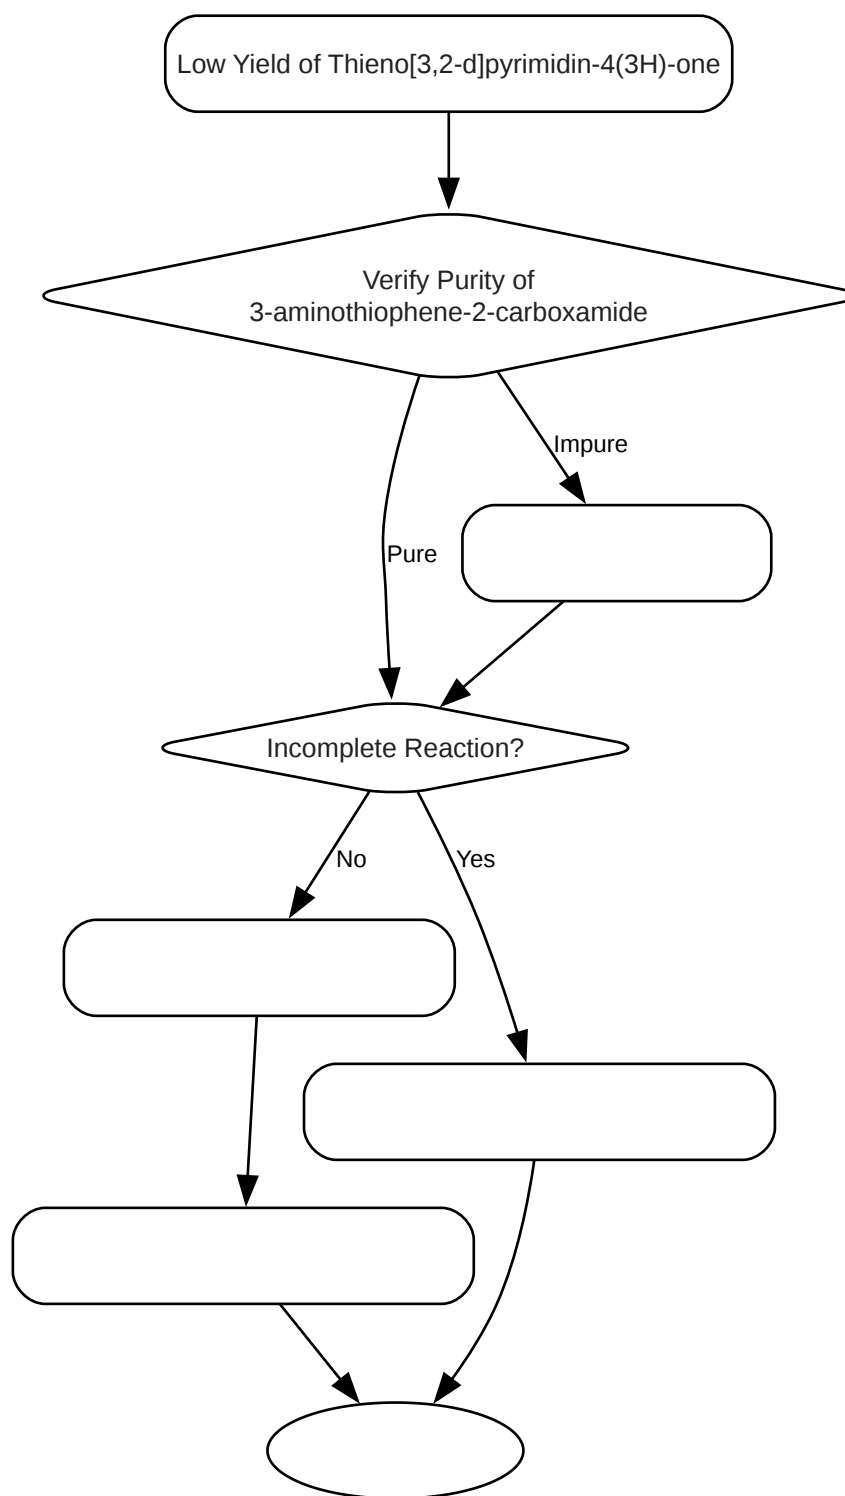 Low Yield of Thieno[3,2-d]pyrimidin-4(3H)-one
Verify Purity of
3-aminothiophene-2-carboxamide
Impure
Pure
Incomplete Reaction?
No
Yes